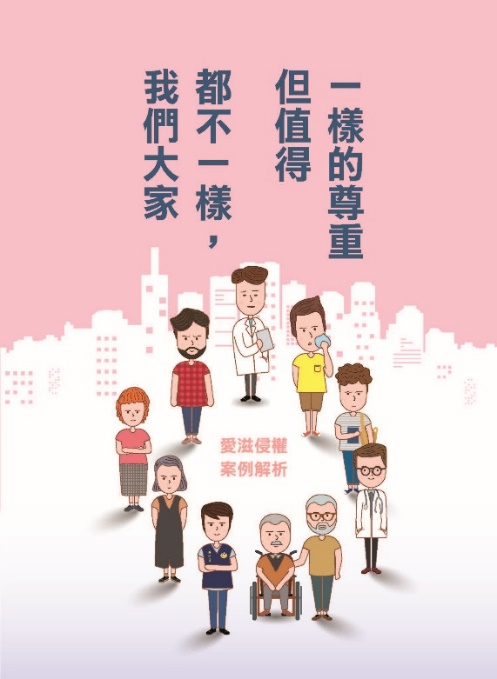 我們大家
都不一樣，
但值得
一樣的尊重
愛滋侵權
案例解析